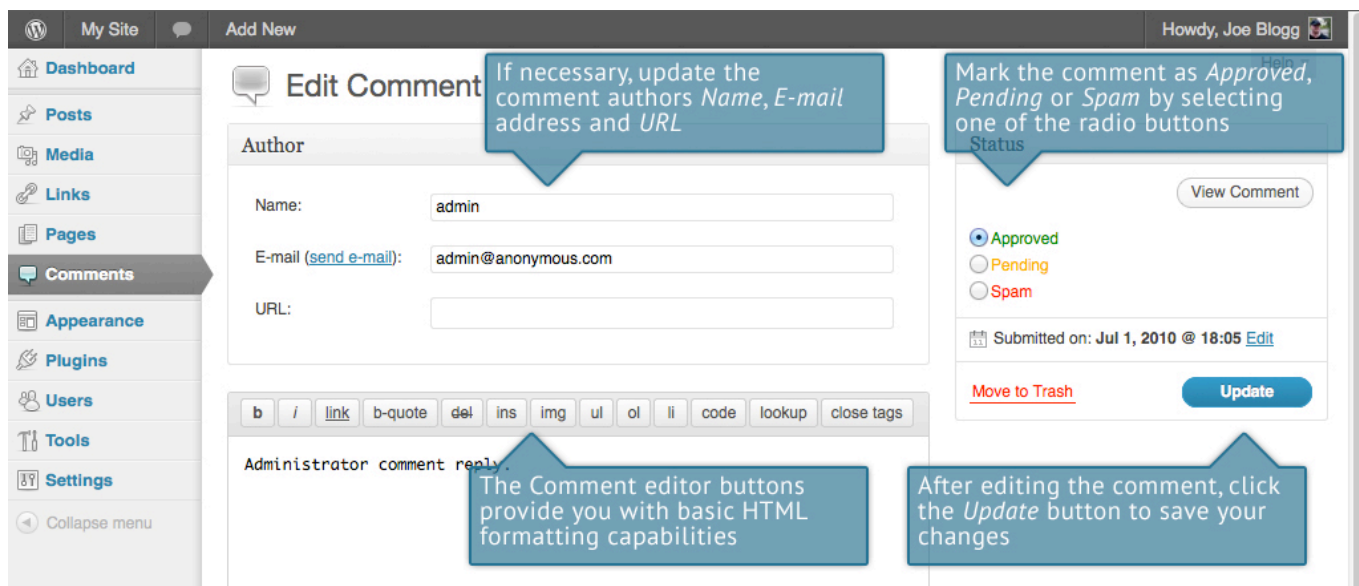 My Site
Add New
Howdy, Joe Blogg
Dashboard
Posts
Media
Links
Pages
Comments
Appearance
Plugins
Users
Tools
Settings
Collapse menu
Help
Edit Comment
If necessary, update the
comment authors Name, E-mail
address and URL
Mark the comment as Approved,
Pending or Spam by selecting
one of the radio buttons
Author
Name:
admin
E-mail (send e-mail):
admin@anonymous.com
URL:
Status
View Comment
Approved
Pending
Spam
Submitted on: Jul 1, 2010 @ 18:05 Edit
Move to Trash
Update
b i link b-quote del ins img ul ol li code lookup close tags
Administrator comment reply.
The Comment editor buttons
provide you with basic HTML
formatting capabilities
After editing the comment, click
the Update button to save your
changes